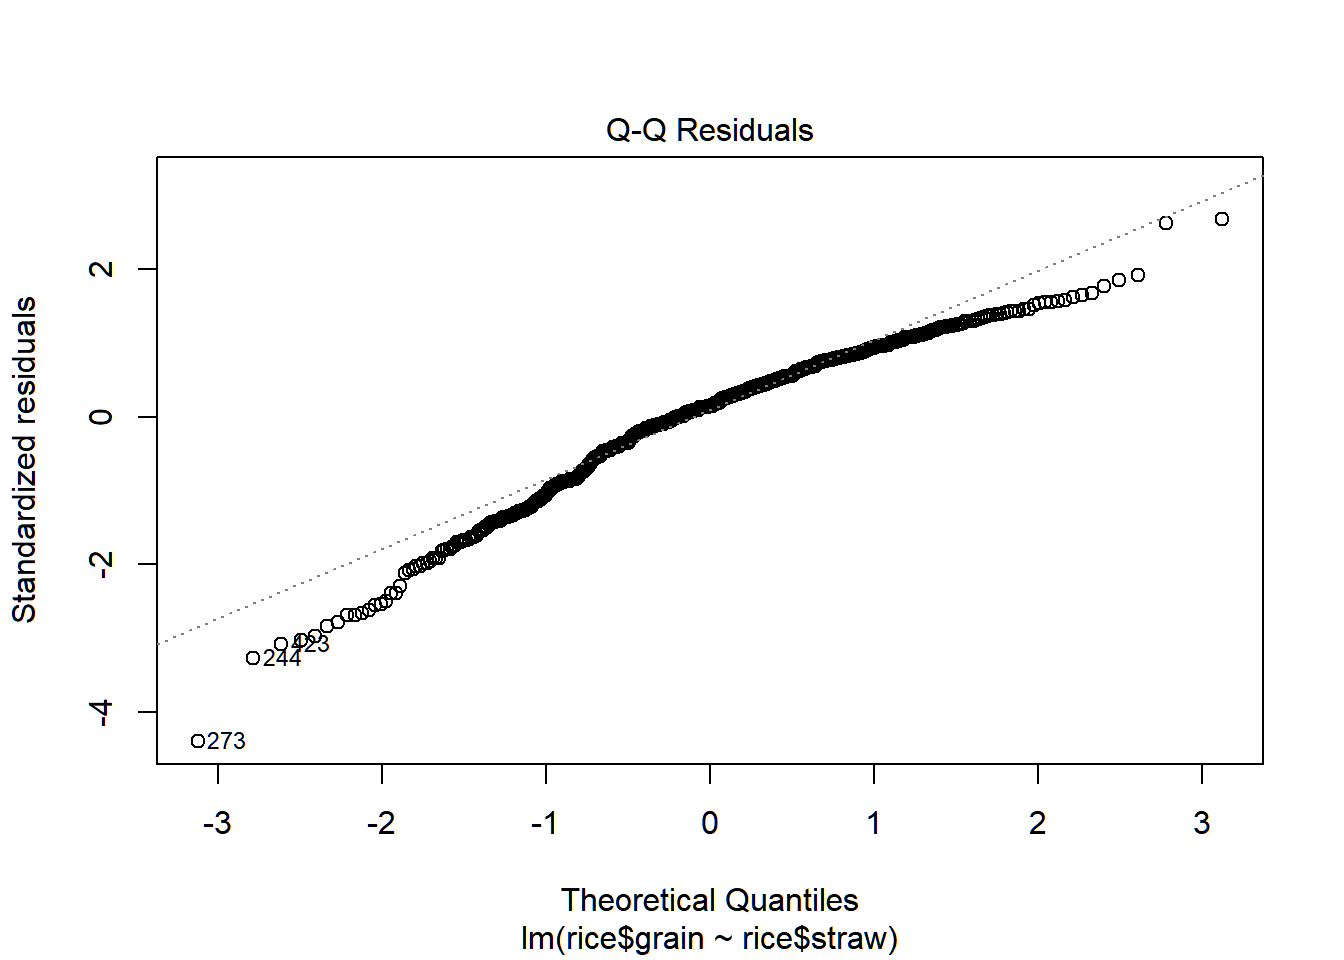 Q-Q Residuals
Standardized residuals
2
0
-2
-4
423
244
273
-3 -2 -1 0 1 2 3
Theoretical Quantiles
lm(rice$grain ~ rice$straw)